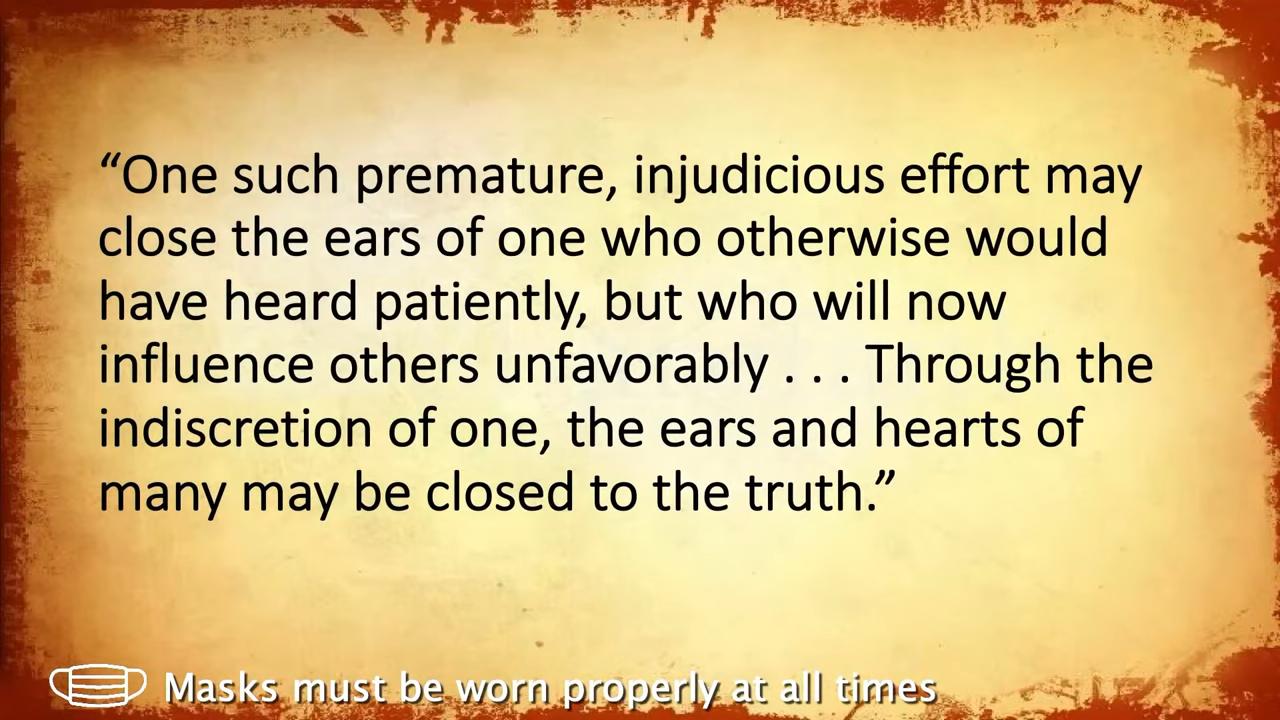 “One such premature, injudicious effort may
close the ears of one who otherwise would
have heard patiently, but who will now
influence others unfavorably . . . Through the
indiscretion of one, the ears and hearts of
many may be closed to the truth.”
Masks must be worn properly at all times